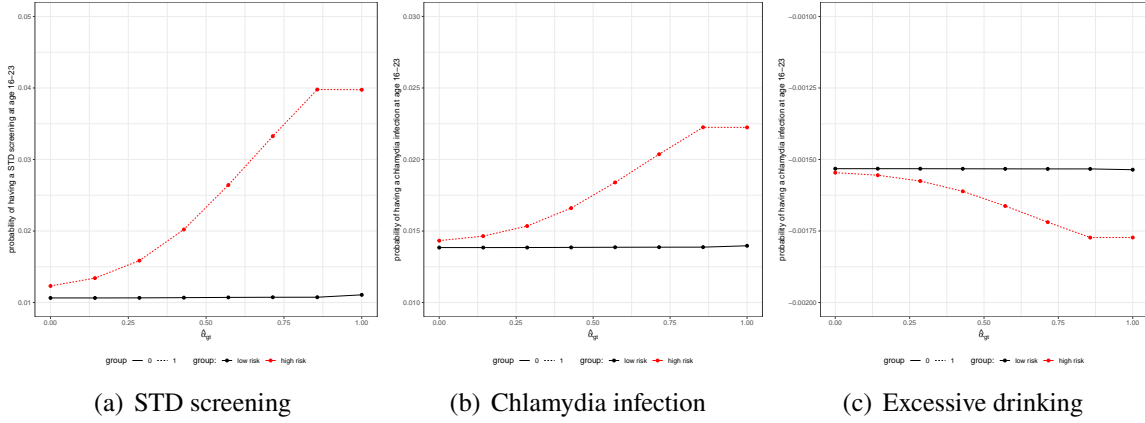 probability of having a STD screening at age 16−23
0.05
0.04
0.03
0.02
0.01
0.00 0.25 0.50 0.75 1.00
α̂gt
group 0 1 group: low risk high risk
(a) STD screening
probability of having a chlamydia infection at age 16−23
0.030
0.025
0.020
0.015
0.010
0.00 0.25 0.50 0.75 1.00
α̂gt
group 0 1 group: low risk high risk
(b) Chlamydia infection
probability of having a chlamydia infection at age 16−23
−0.00100
−0.00125
−0.00150
−0.00175
−0.00200
0.00 0.25 0.50 0.75 1.00
α̂gt
group 0 1 group: low risk high risk
(c) Excessive drinking